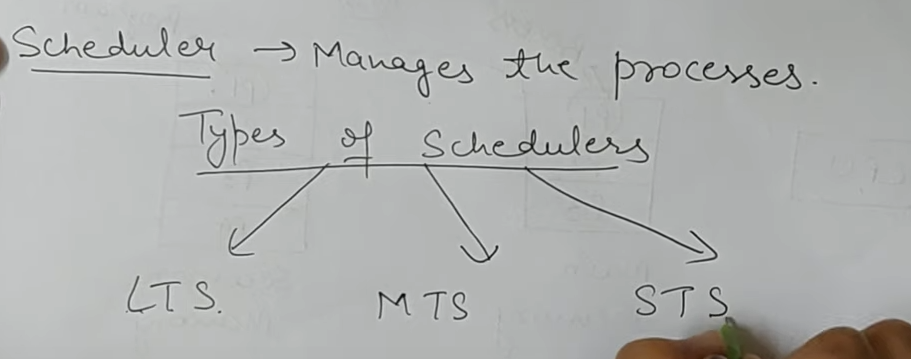 Scheduler → Manages the processes.
Types of Schedulers
LTS. MTS STS